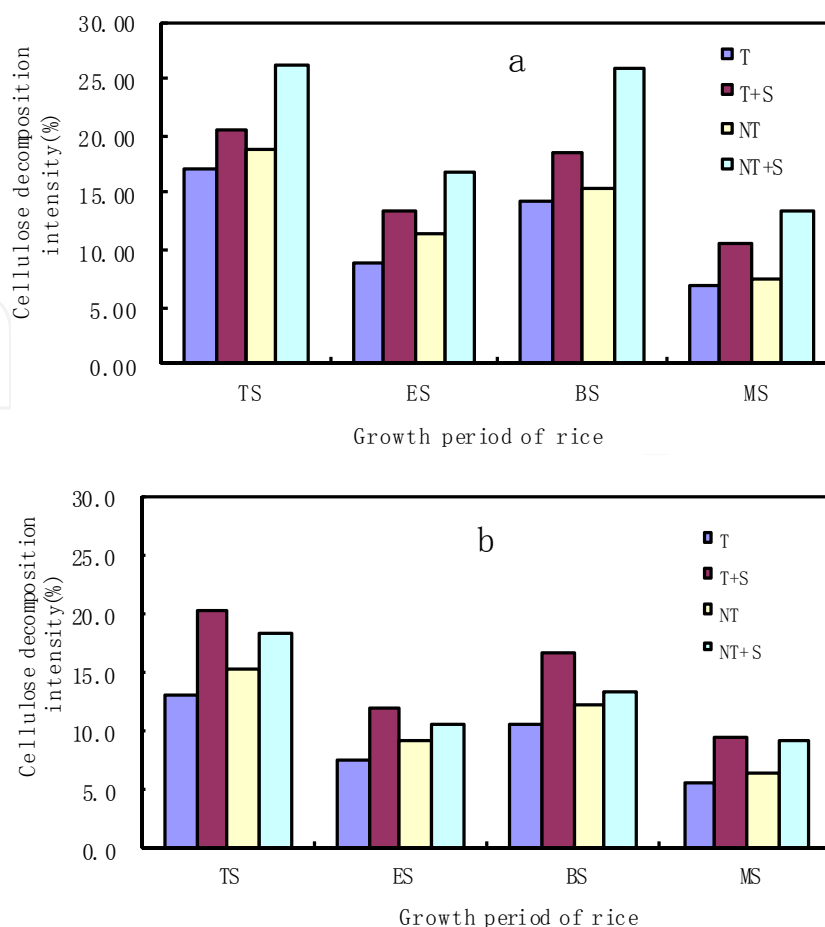 30.00
25.00
20.00
15.00
10.00
5.00
0.00
Cellulose decomposition
intensity(%)
a
T
T+S
NT
NT+S
TS ES BS MS
Growth period of rice
30.0
25.0
20.0
15.0
10.0
5.0
0.0
Cellulose decomposition
intensity(%)
b
T
T+S
NT
NT+S
TS ES BS MS
Growth period of rice